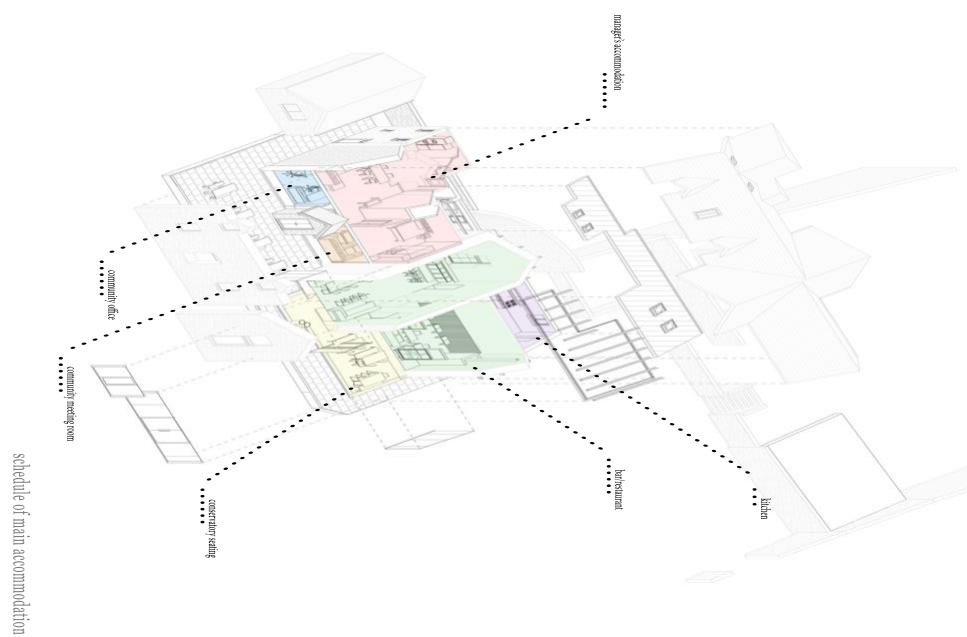 manager's accommodation
community office
community meeting room
conservatory seating
bar/restaurant
kitchen
schedule of main accommodation